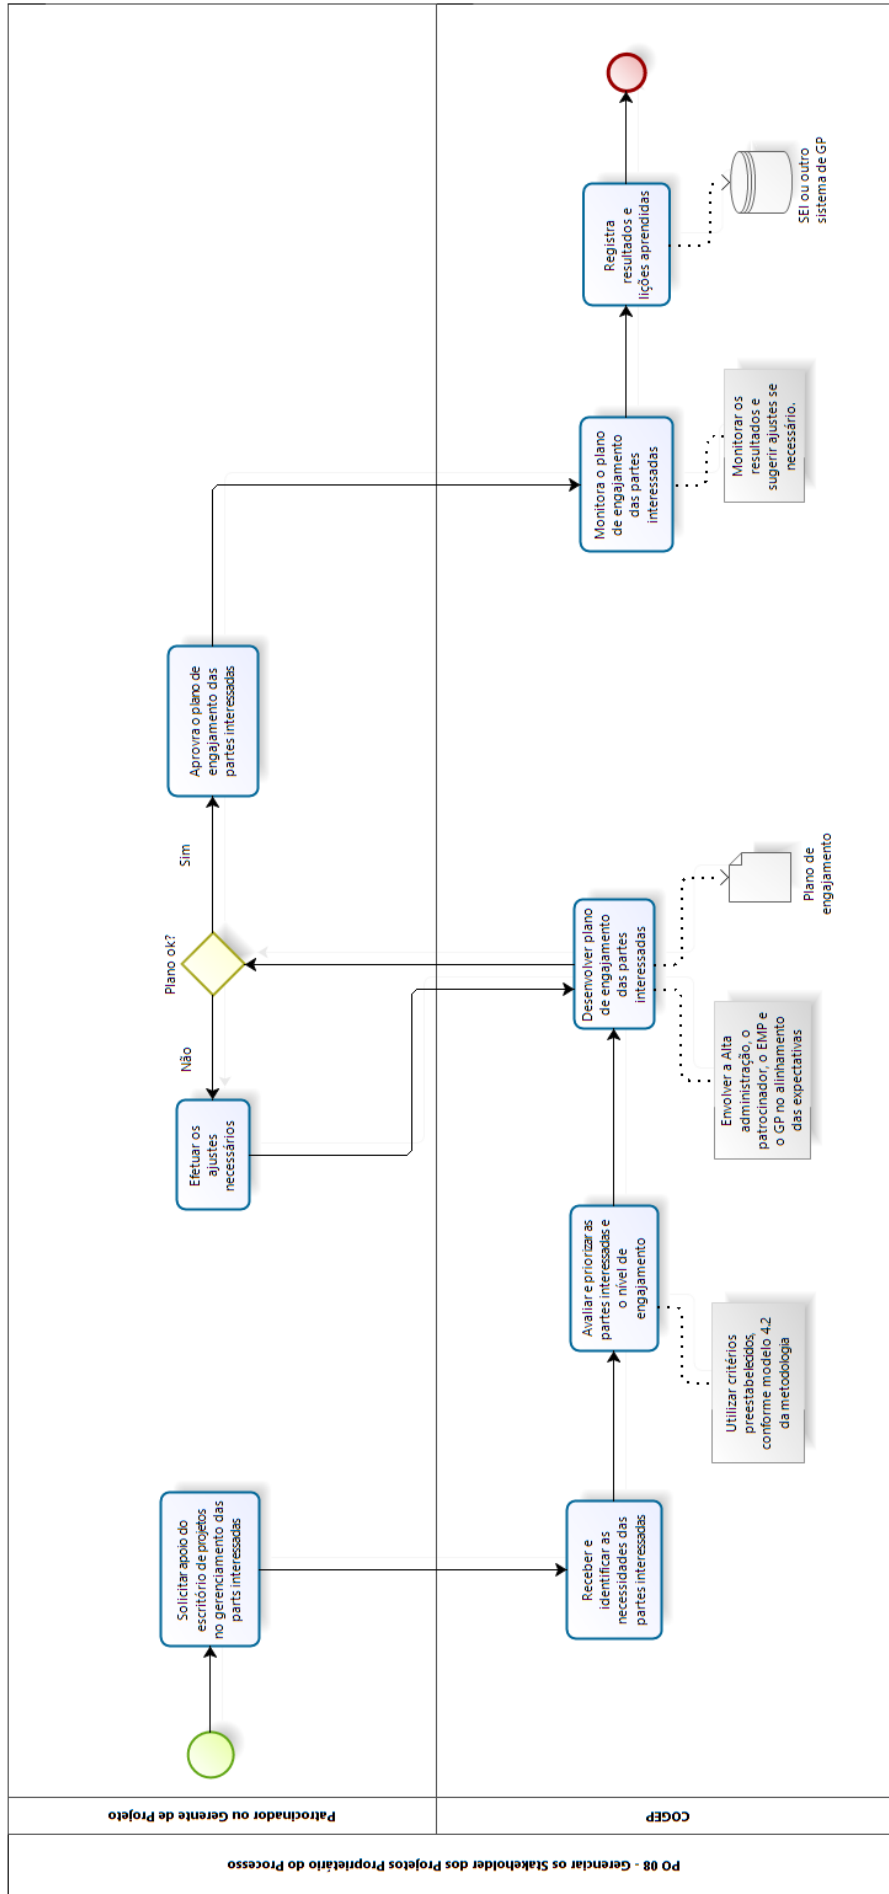 PO 08 - Gerenciar os Stakeholder dos Projetos Proprietário do Processo
Patrocinador ou Gerente de Projeto
Solicitar apoio do
escritório de projetos
no gerenciamento das
parts interessadas
Efetuar os
ajustes
necessários
Não
Plano ok?
Sim
Aprovra o plano de
engajamento das
partes interessadas
COGEP
Receber e
identificar as
necessidades das
partes interessadas
Avaliar e priorizar as
partes interessadas e
o nível de
engajamento
Utilizar critérios
preestabelecidos,
conforme modelo 4.2
da metodologia
Desenvolver plano
de engajamento
das partes
interessadas
Envolver a Alta
administração, o
patrocinador, o EMP e
o GP no alinhamento
das expectativas
Plano de
engajamento
Monitora o plano
de engajamento
das partes
interessadas
Monitorar os
resultados e
sugerir ajustes se
necessário.
Registra
resultados e
lições aprendidas
SEI ou outro
sistema de GP